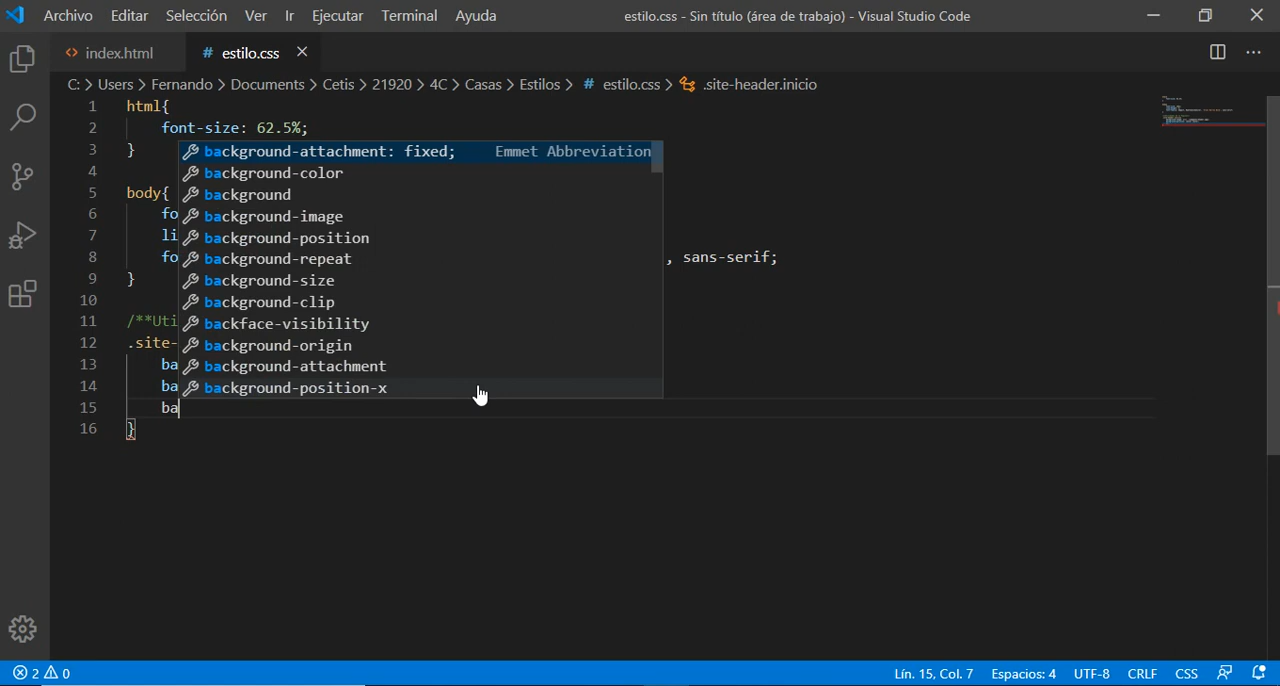 Archivo Editar Selección Ver Ir Ejecutar Terminal Ayuda estilo.css - Sin título (área de trabajo) - Visual Studio Code
<> index.html # estilo.css ×
C: > Users > Fernando > Documents > Cetis > 21920 > 4C > Casas > Estilos > # estilo.css > .site-header.inicio
1 html{
2 font-size: 62.5%;
3 }
background-attachment: fixed; Emmet Abbreviation
4
background-color
5 body{
background
6 fo
background-image
7 li
background-position
8 fo
background-repeat
, sans-serif;
9 }
background-size
10
background-clip
11 /**Uti
backface-visibility
12 .site-
background-origin
13 ba
background-attachment
14 ba
background-position-x
15 ba
16 }
2 0 Lín. 15, Col. 7 Espacios: 4 UTF-8 CRLF CSS